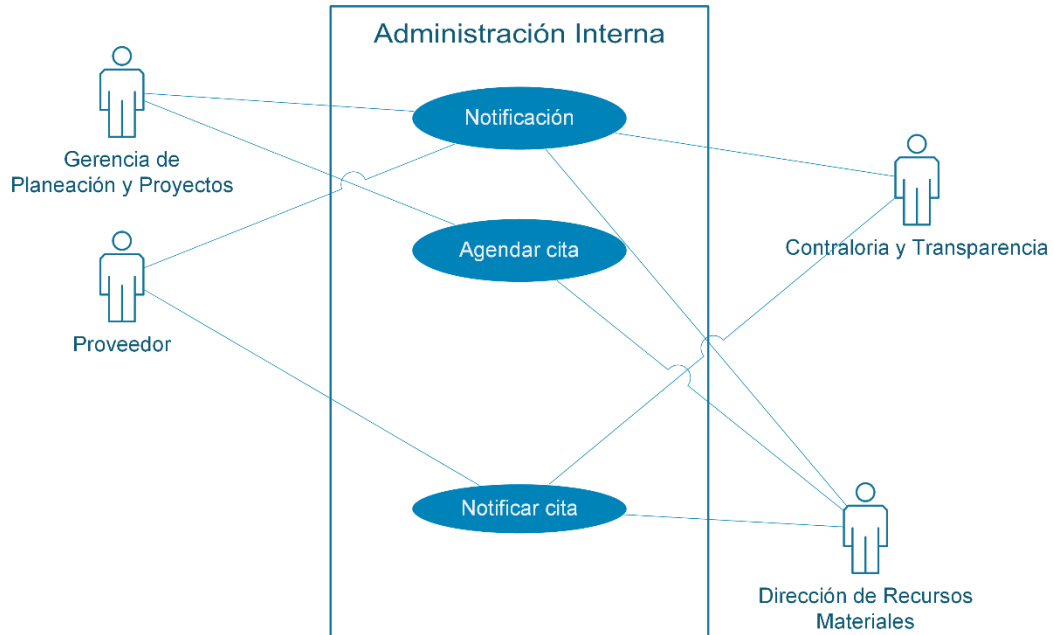 Administración Interna
Notificación
Gerencia de
Planeación y Proyectos
Agendar cita
Contraloria y Transparencia
Proveedor
Notificar cita
Dirección de Recursos
Materiales